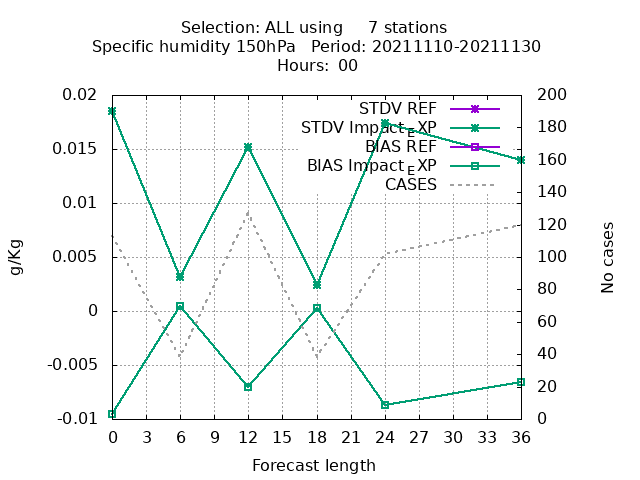 Selection: ALL using      7 stations
Specific humidity 150hPa   Period: 20211110-20211130
Hours:  00
0.02
0.015
0.01
0.005
0
-0.005
-0.01
g/Kg
STDV REF
STDV Impact_EXP
BIAS REF
BIAS Impact_EXP
CASES
200
180
160
140
120
100
80
60
40
20
0
No cases
0 3 6 9 12 15 18 21 24 27 30 33 36
Forecast length